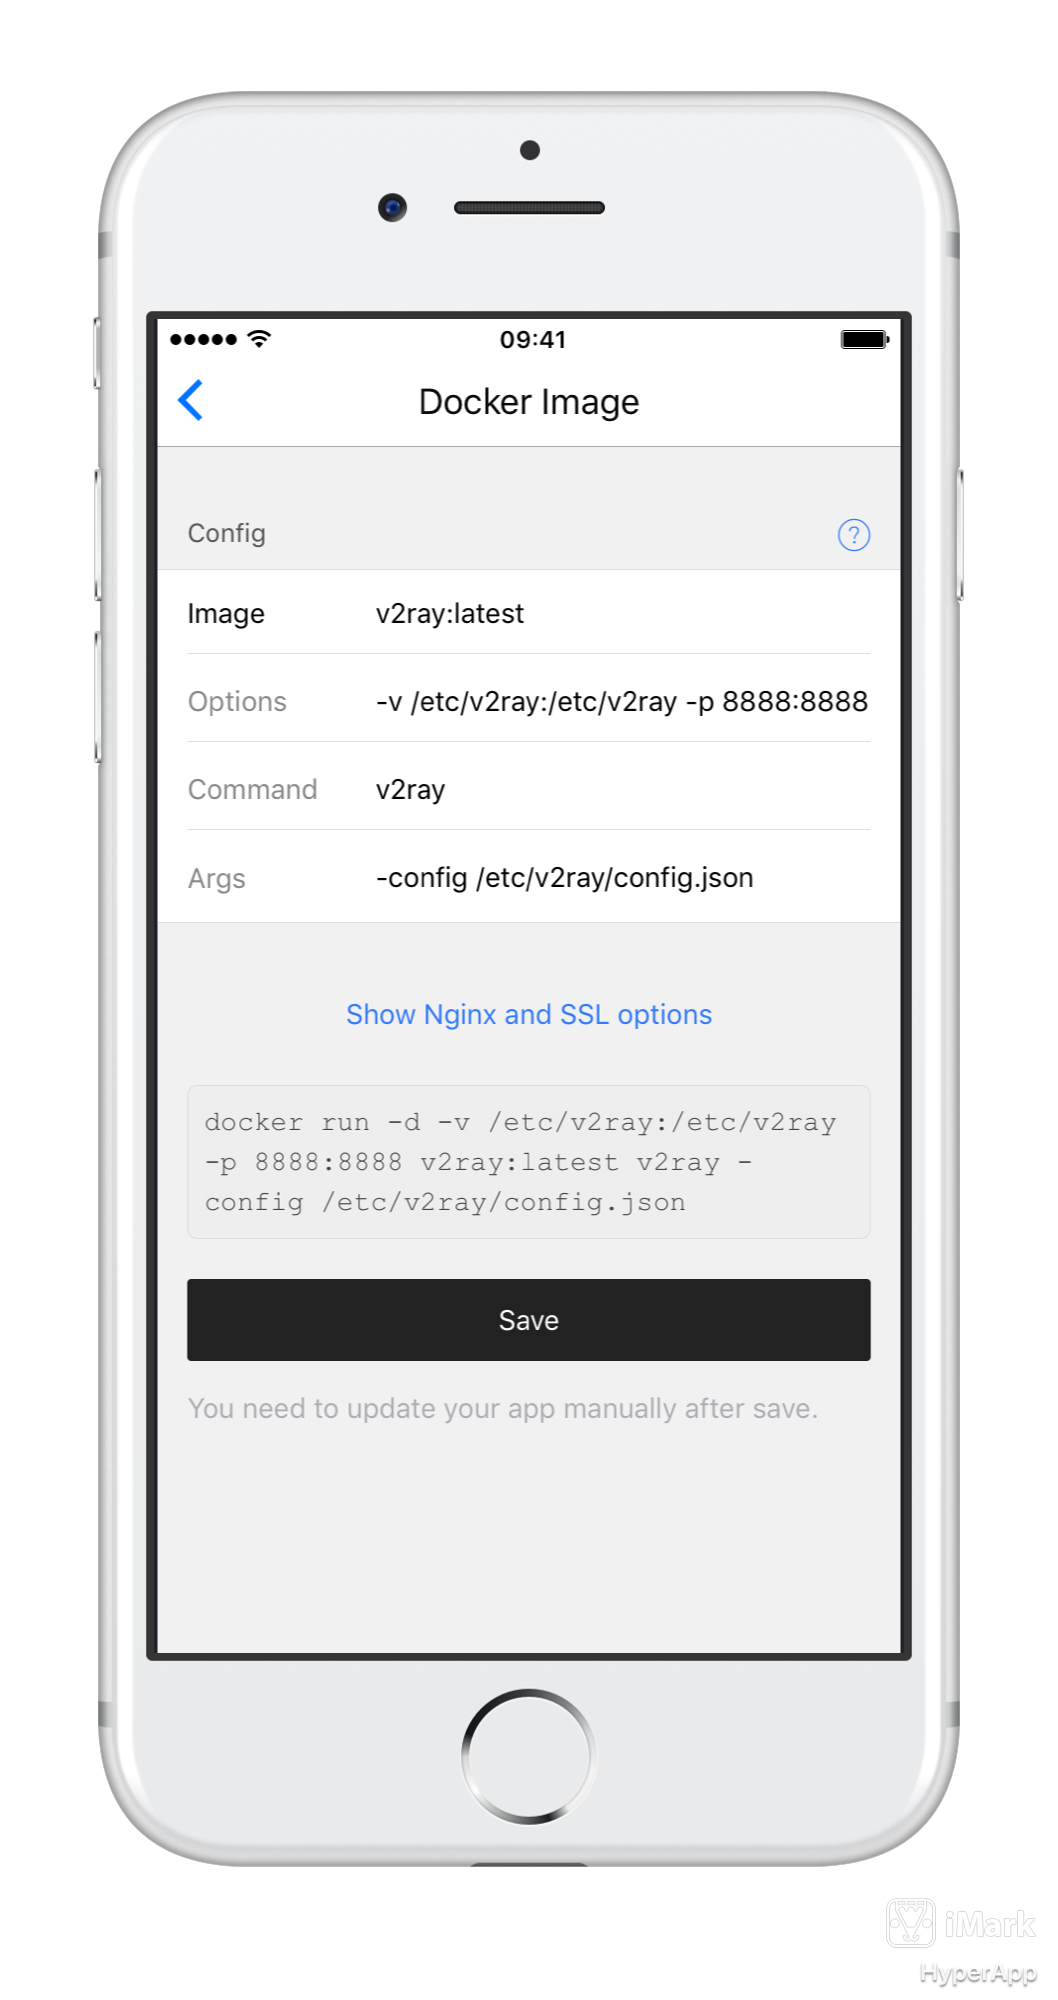 09:41
Docker Image
Config ?
Image v2ray:latest
Options -v /etc/v2ray:/etc/v2ray -p 8888:8888
Command v2ray
Args -config /etc/v2ray/config.json
Show Nginx and SSL options
docker run -d -v /etc/v2ray:/etc/v2ray
-p 8888:8888 v2ray:latest v2ray -
config /etc/v2ray/config.json
Save
You need to update your app manually after save.
iMark
HyperApp